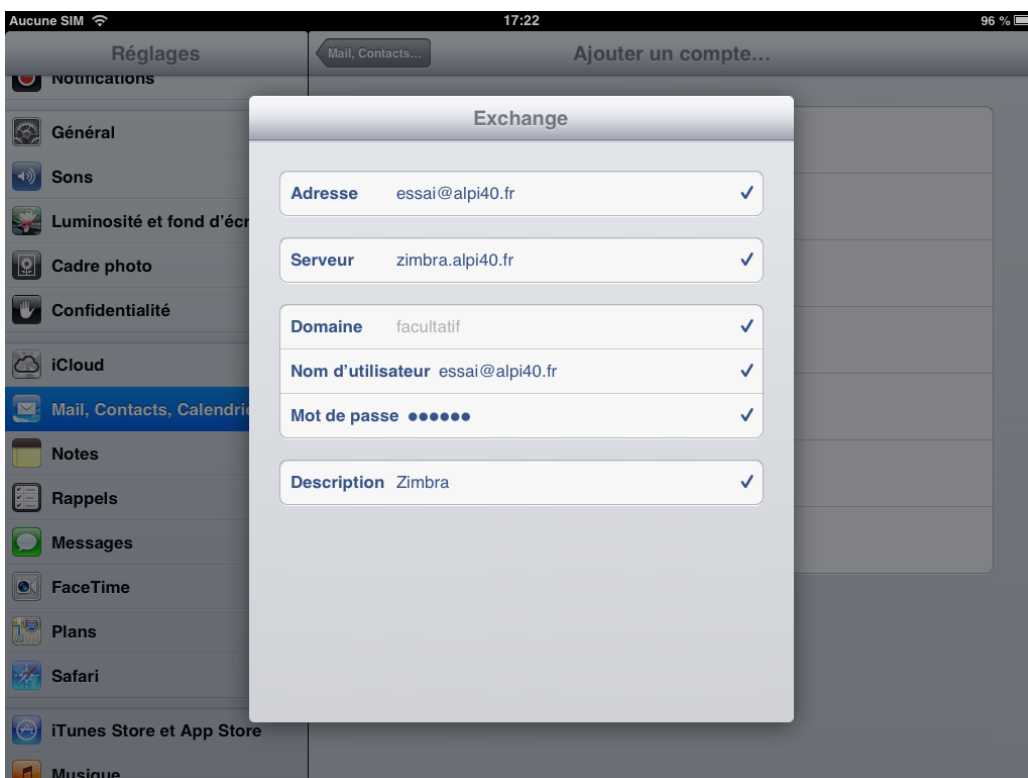 Aucune SIM 17:22 96 %
Réglages
Mail, Contacts...
Ajouter un compte...
Notifications
Général
Sons
Luminosité et fond d'écr
Cadre photo
Confidentialité
iCloud
Mail, Contacts, Calendrie
Notes
Rappels
Messages
FaceTime
Plans
Safari
iTunes Store et App Store
Musique
Exchange
Adresse essai@alpi40.fr
Serveur zimbra.alpi40.fr
Domaine facultatif
Nom d'utilisateur essai@alpi40.fr
Mot de passe ●●●●●●
Description Zimbra